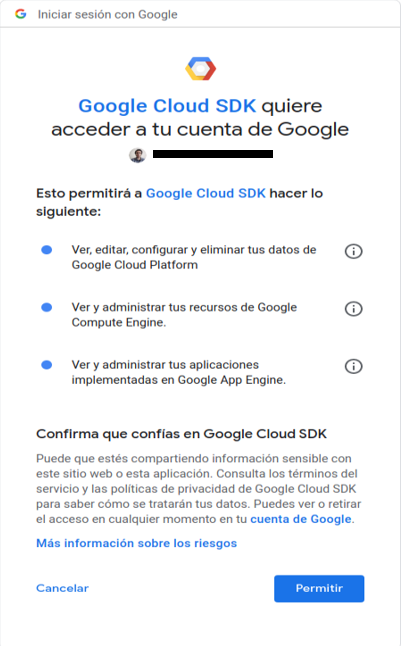 Iniciar sesión con Google
Google Cloud SDK quiere
acceder a tu cuenta de Google
Esto permitirá a Google Cloud SDK hacer lo
siguiente:
Ver, editar, configurar y eliminar tus datos de
Google Cloud Platform
Ver y administrar tus recursos de Google
Compute Engine.
Ver y administrar tus aplicaciones
implementadas en Google App Engine.
Confirma que confías en Google Cloud SDK
Puede que estés compartiendo información sensible con
este sitio web o esta aplicación. Consulta los términos del
servicio y las políticas de privacidad de Google Cloud SDK
para saber cómo se tratarán tus datos. Puedes ver o retirar
el acceso en cualquier momento en tu cuenta de Google.
Más información sobre los riesgos
Cancelar
Permitir